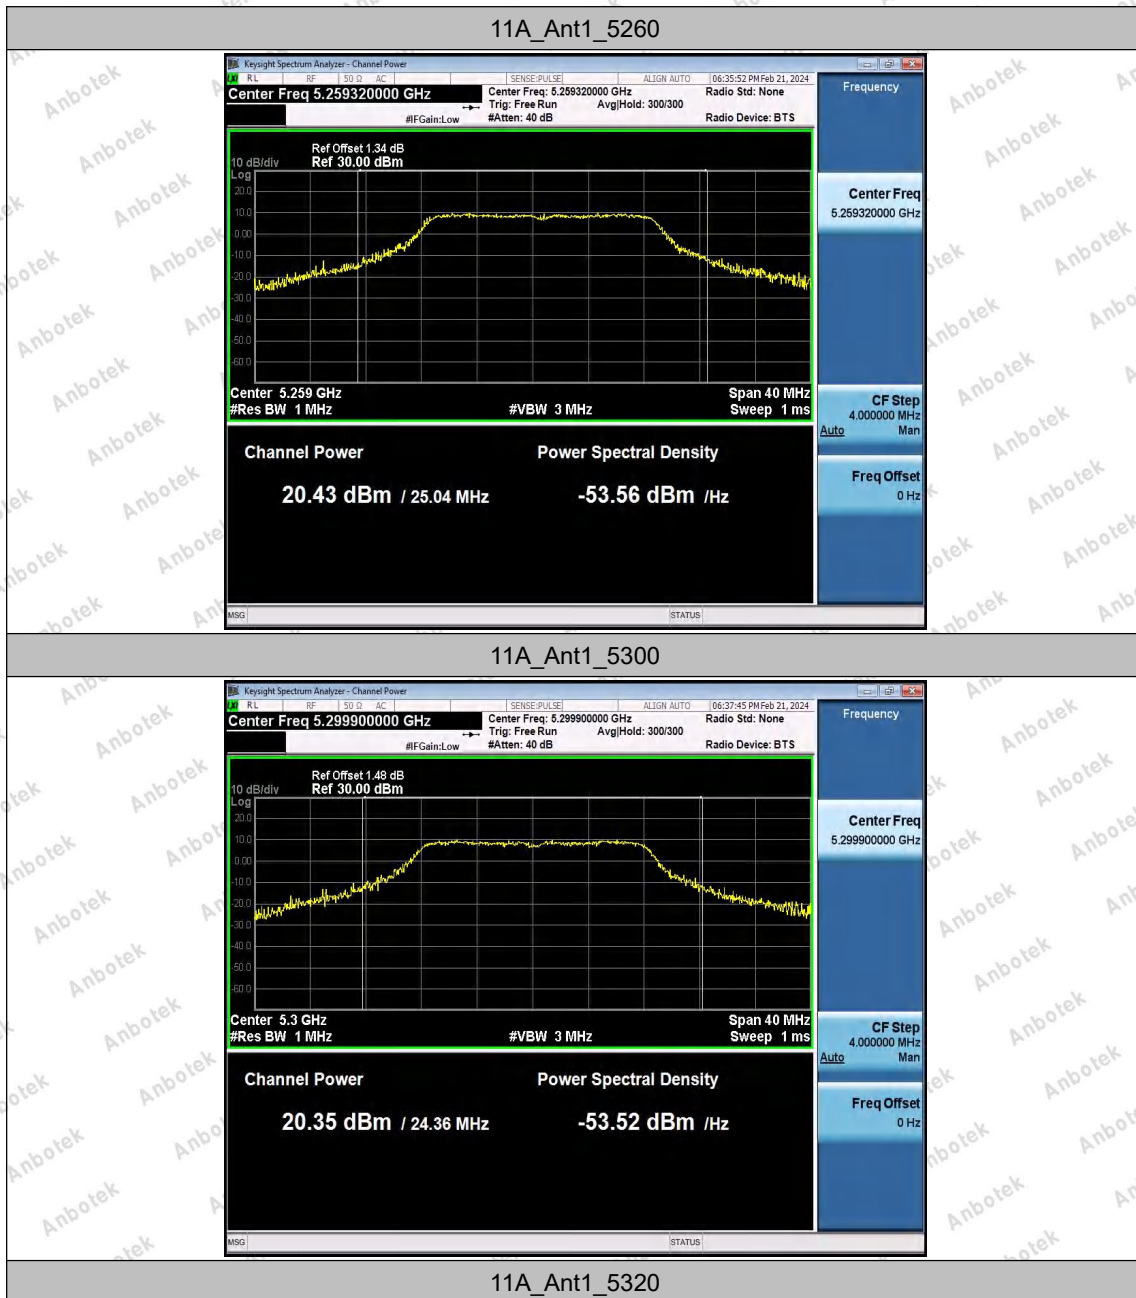 11A_Ant1_5260
Keysight Spectrum Analyzer - Channel Power
LXI RL RF 50 Ω AC SENSE:PULSE ALIGN AUTO 06:35:52 PM Feb 21, 2024
Center Freq 5.259320000 GHz
Center Freq: 5.259320000 GHz
Radio Std: None
Trig: Free Run Avg|Hold: 300/300
#IFGain:Low #Atten: 40 dB Radio Device: BTS
Frequency
Ref Offset 1.34 dB
10 dB/div Ref 30.00 dBm
Log
20.0
10.0
0.00
-10.0
-20.0
-30.0
-40.0
-50.0
-60.0
Center Freq
5.259320000 GHz
Center 5.259 GHz Span 40 MHz
#Res BW 1 MHz #VBW 3 MHz Sweep 1 ms
CF Step
4.000000 MHz
Auto Man
Channel Power Power Spectral Density
20.43 dBm / 25.04 MHz -53.56 dBm /Hz
Freq Offset
0 Hz
MSG STATUS
11A_Ant1_5300
Keysight Spectrum Analyzer - Channel Power
LXI RL RF 50 Ω AC SENSE:PULSE ALIGN AUTO 06:37:45 PM Feb 21, 2024
Center Freq 5.299900000 GHz
Center Freq: 5.299900000 GHz
Radio Std: None
Trig: Free Run Avg|Hold: 300/300
#IFGain:Low #Atten: 40 dB Radio Device: BTS
Frequency
Ref Offset 1.48 dB
10 dB/div Ref 30.00 dBm
Log
20.0
10.0
0.00
-10.0
-20.0
-30.0
-40.0
-50.0
-60.0
Center Freq
5.299900000 GHz
Center 5.3 GHz Span 40 MHz
#Res BW 1 MHz #VBW 3 MHz Sweep 1 ms
CF Step
4.000000 MHz
Auto Man
Channel Power Power Spectral Density
20.35 dBm / 24.36 MHz -53.52 dBm /Hz
Freq Offset
0 Hz
MSG STATUS
11A_Ant1_5320